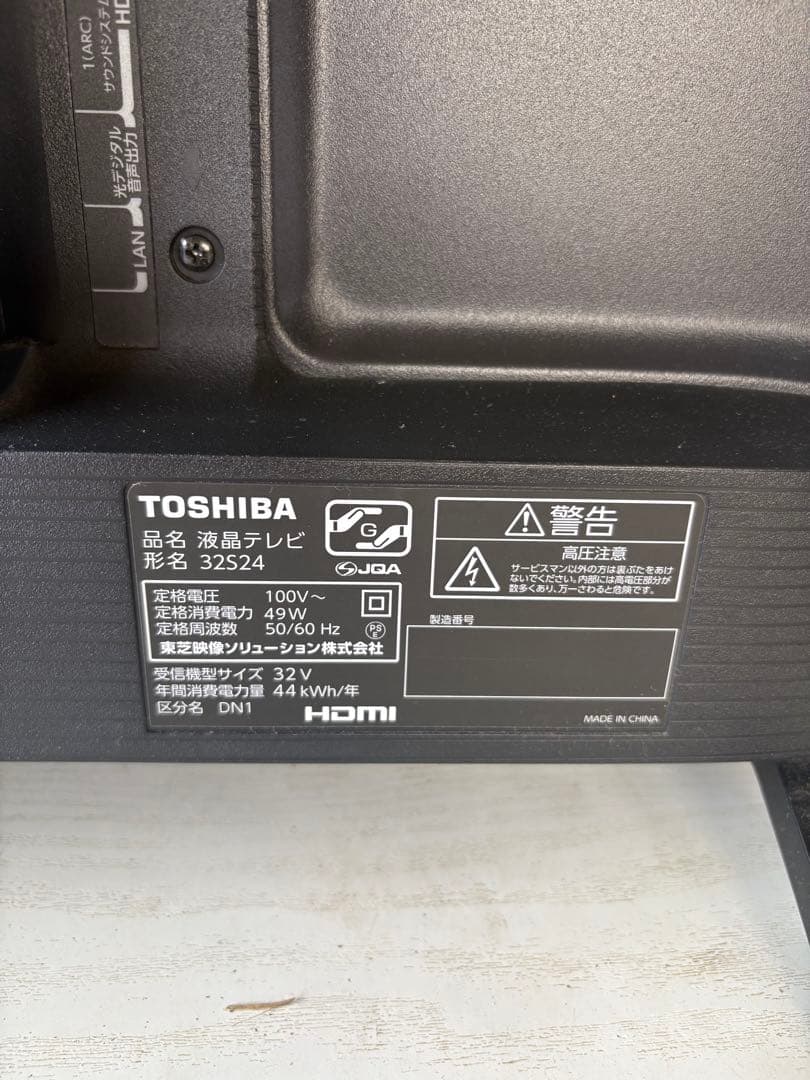 1(ARC)
サウンドシステム
HD
光デジタル
音声出力
LAN
TOSHIBA
品名 液晶テレビ
形名 32S24
G
JQA
定格電圧 100V～
定格消費電力 49W
定格周波数 50/60 Hz
PS
E
東芝映像ソリューション株式会社
受信機型サイズ 32V
年間消費電力量 44kWh/年
区分名 DN1
HDMI
警告
高圧注意
サービスマン以外の方は裏ぶたをあけ
ないでください。内部には高電圧部分が
数多くあり、万一さわると危険です。
製造番号
MADE IN CHINA